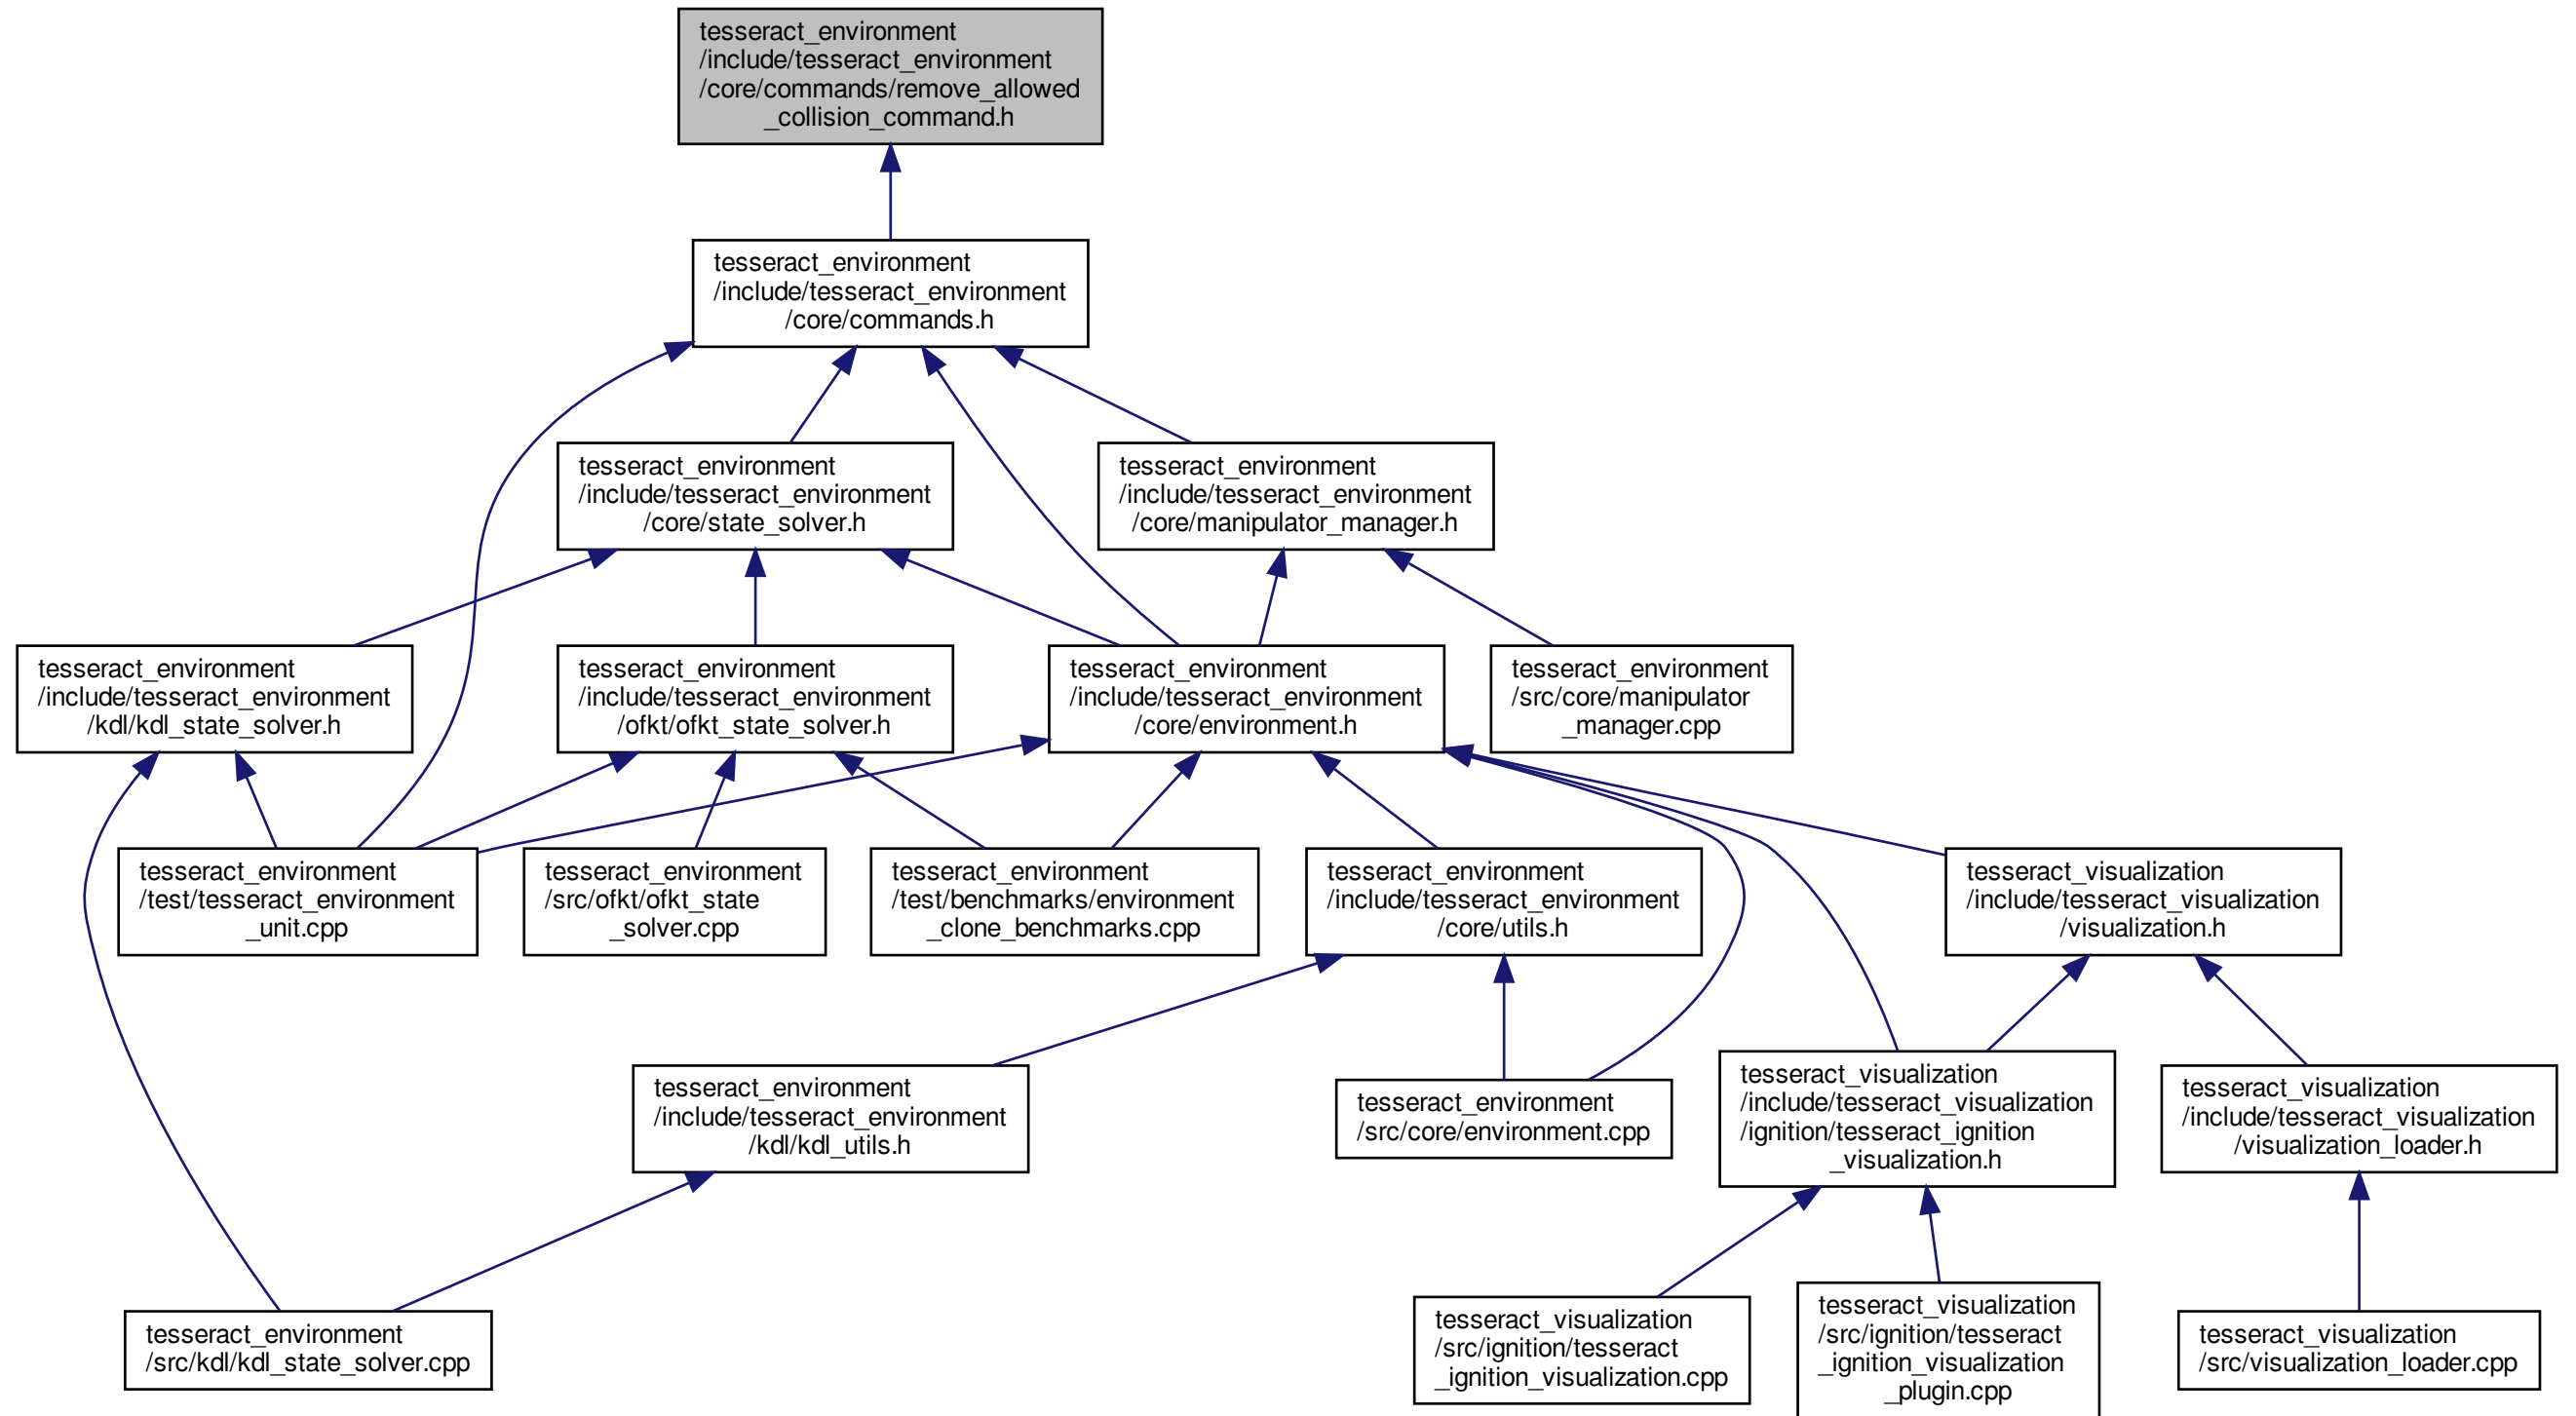 tesseract_environment
/include/tesseract_environment
/core/commands/remove_allowed
_collision_command.h
tesseract_environment
/include/tesseract_environment
/core/commands.h
tesseract_environment
/include/tesseract_environment
/core/state_solver.h
tesseract_environment
/include/tesseract_environment
/core/manipulator_manager.h
tesseract_environment
/include/tesseract_environment
/kdl/kdl_state_solver.h
tesseract_environment
/include/tesseract_environment
/ofkt/ofkt_state_solver.h
tesseract_environment
/include/tesseract_environment
/core/environment.h
tesseract_environment
/src/core/manipulator
_manager.cpp
tesseract_environment
/test/tesseract_environment
_unit.cpp
tesseract_environment
/src/ofkt/ofkt_state
_solver.cpp
tesseract_environment
/test/benchmarks/environment
_clone_benchmarks.cpp
tesseract_environment
/include/tesseract_environment
/core/utils.h
tesseract_visualization
/include/tesseract_visualization
/visualization.h
tesseract_environment
/include/tesseract_environment
/kdl/kdl_utils.h
tesseract_environment
/src/core/environment.cpp
tesseract_visualization
/include/tesseract_visualization
/ignition/tesseract_ignition
_visualization.h
tesseract_visualization
/include/tesseract_visualization
/visualization_loader.h
tesseract_environment
/src/kdl/kdl_state_solver.cpp
tesseract_visualization
/src/ignition/tesseract
_ignition_visualization.cpp
tesseract_visualization
/src/ignition/tesseract
_ignition_visualization
_plugin.cpp
tesseract_visualization
/src/visualization_loader.cpp